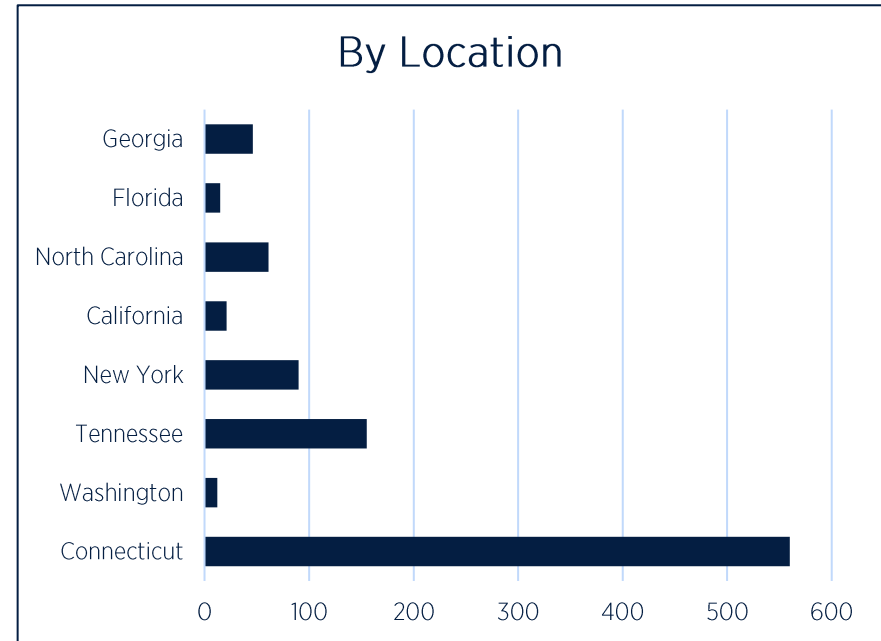 By Location
Georgia
Florida
North Carolina
California
New York
Tennessee
Washington
Connecticut
0 100 200 300 400 500 600